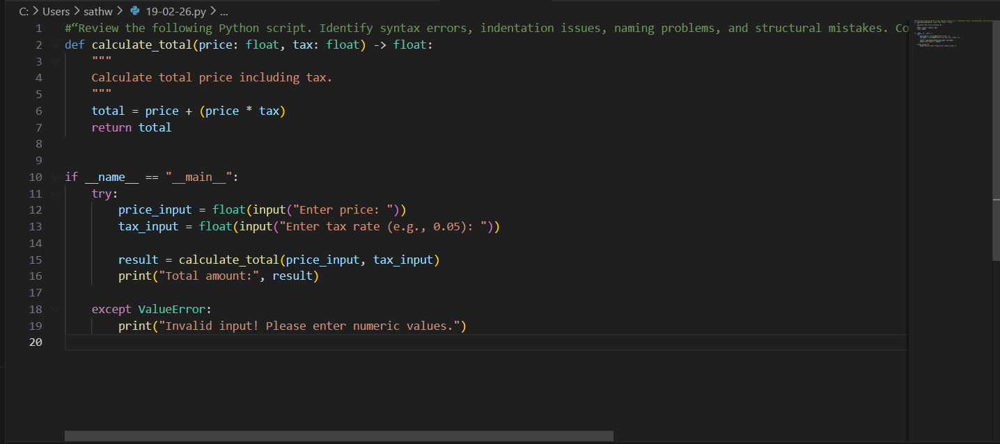 C: > Users > sathw > 19-02-26.py > ...
1 #“Review the following Python script. Identify syntax errors, indentation issues, naming problems, and structural mistakes. Co
2 def calculate_total(price: float, tax: float) -> float:
3     """
4     Calculate total price including tax.
5     """
6     total = price + (price * tax)
7     return total
8
9
10 if __name__ == "__main__":
11     try:
12         price_input = float(input("Enter price: "))
13         tax_input = float(input("Enter tax rate (e.g., 0.05): "))
14
15         result = calculate_total(price_input, tax_input)
16         print("Total amount:", result)
17
18     except ValueError:
19         print("Invalid input! Please enter numeric values.")
20